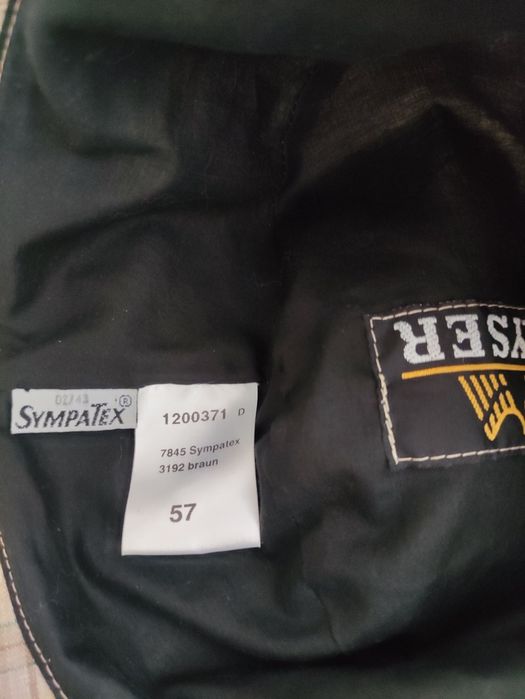 SYMPATEX ®
1200371 D
7845 Sympatex
3192 braun
57
YSER